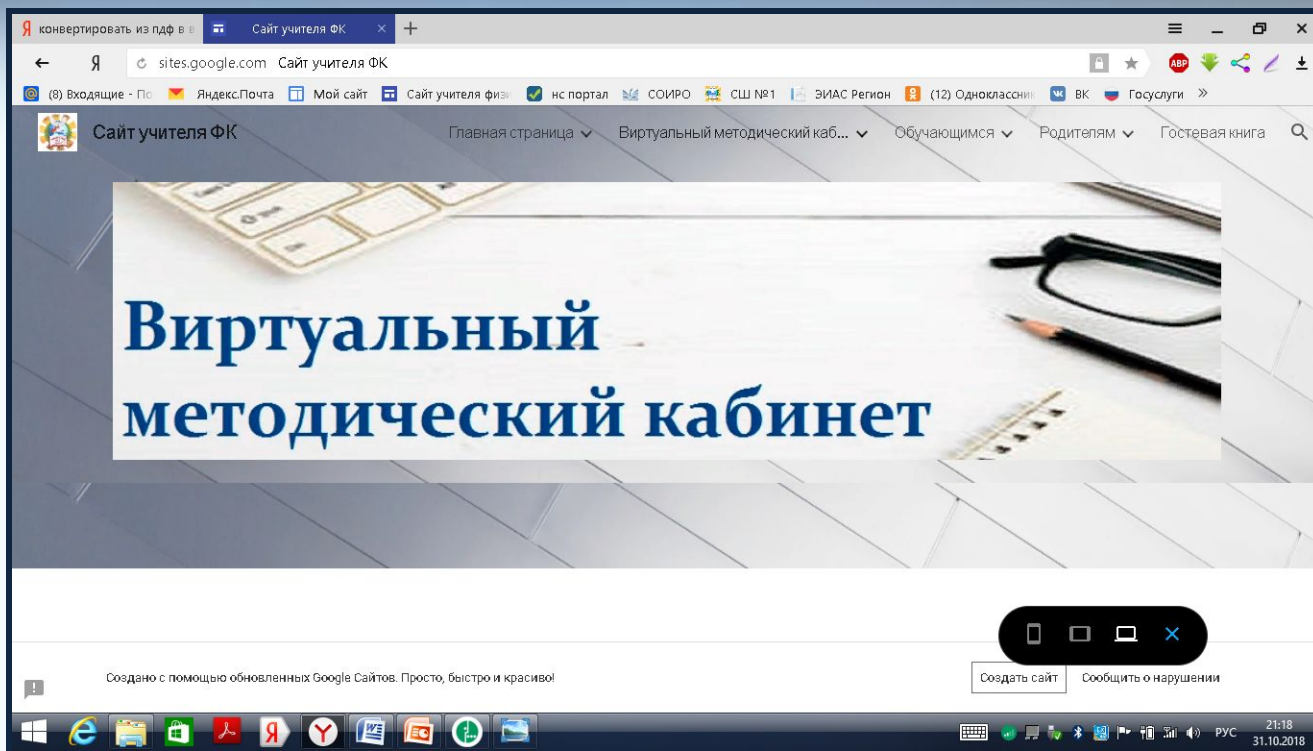 Я конвертировать из пдф в в Сайт учителя ФК
Я sites.google.com Сайт учителя ФК ABP
(8) Входящие - По Яндекс.Почта Мой сайт Сайт учителя физи нс портал СОИРО СШ №1 ЭИАС Регион (12) Одноклассник ВК Госуслуги »
Сайт учителя ФК Главная страница Виртуальный методический каб... Обучающимся Родителям Гостевая книга
Виртуальный
методический кабинет
Создано с помощью обновленных Google Сайтов. Просто, быстро и красиво! Создать сайт Сообщить о нарушении
РУС 21:18
31.10.2018